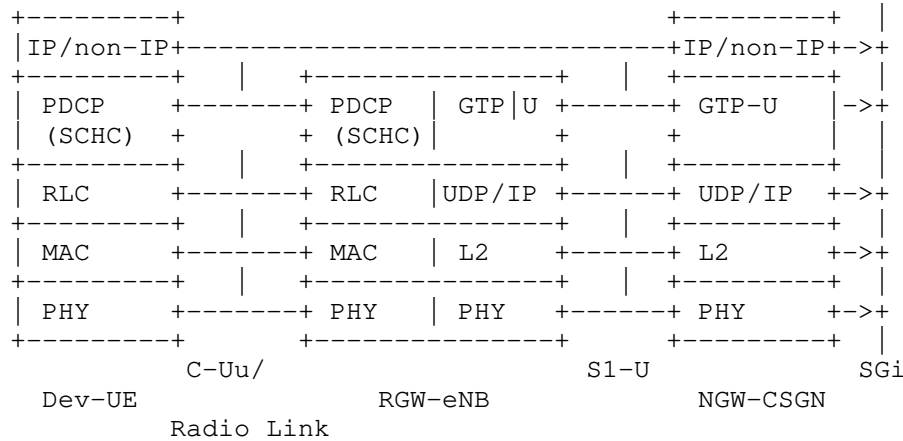 IP/non-IP IP/non-IP
PDCP PDCP GTP U GTP-U
(SCHC) (SCHC)
RLC RLC UDP/IP UDP/IP
MAC MAC L2 L2
PHY PHY PHY PHY
C-Uu/ S1-U SGi
Dev-UE RGW-eNB NGW-CSGN
Radio Link